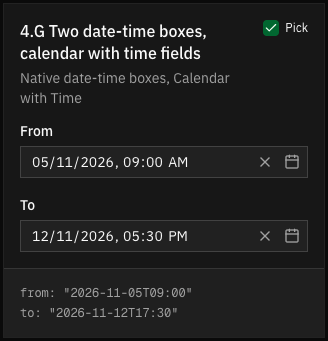 4.G Two date-time boxes,
calendar with time fields
Pick
Native date-time boxes, Calendar
with Time
From
05/11/2026, 09:00 AM
To
12/11/2026, 05:30 PM
from: "2026-11-05T09:00"
to: "2026-11-12T17:30"